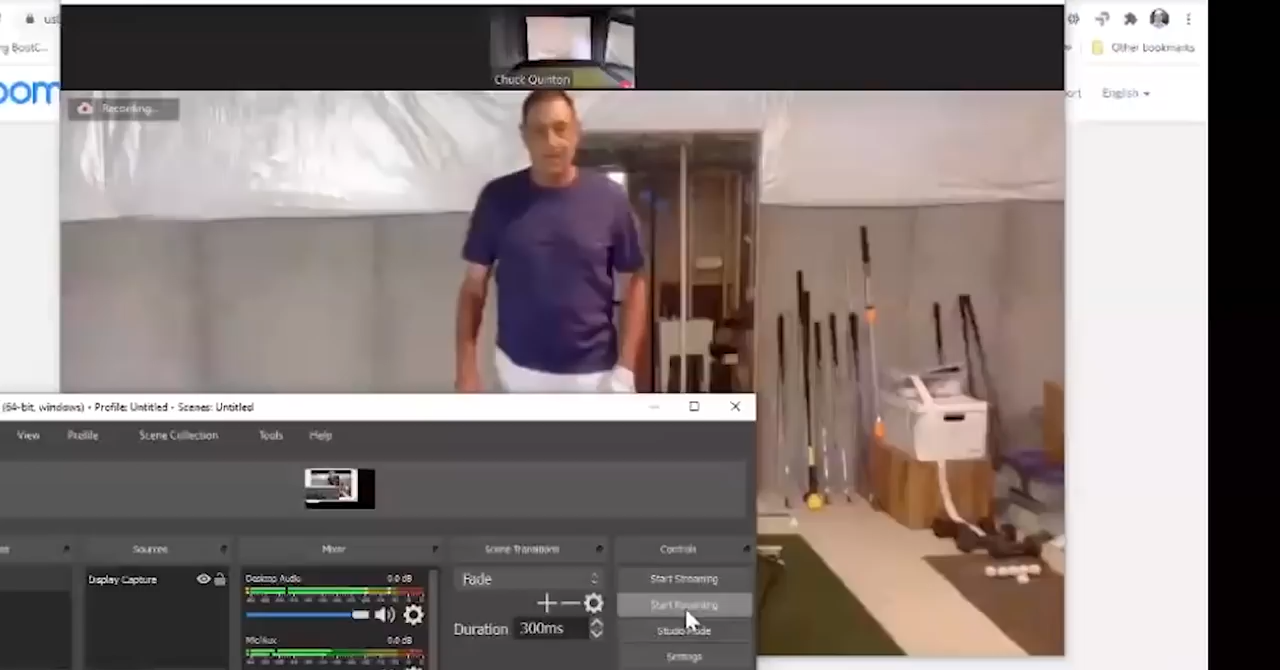 Other bookmarks
ng BootC...
English
Chuck Quinton
Recording...
(64-bit, windows) - Profile: Untitled - Scenes: Untitled
View Profile Scene Collection Tools Help
Sources Mixer Scene Transitions Controls
Display Capture
Desktop Audio 0.0 dB
Mic/Aux 0.0 dB
Fade
Duration 300ms
Start Streaming
Start Recording
Studio Mode
Settings